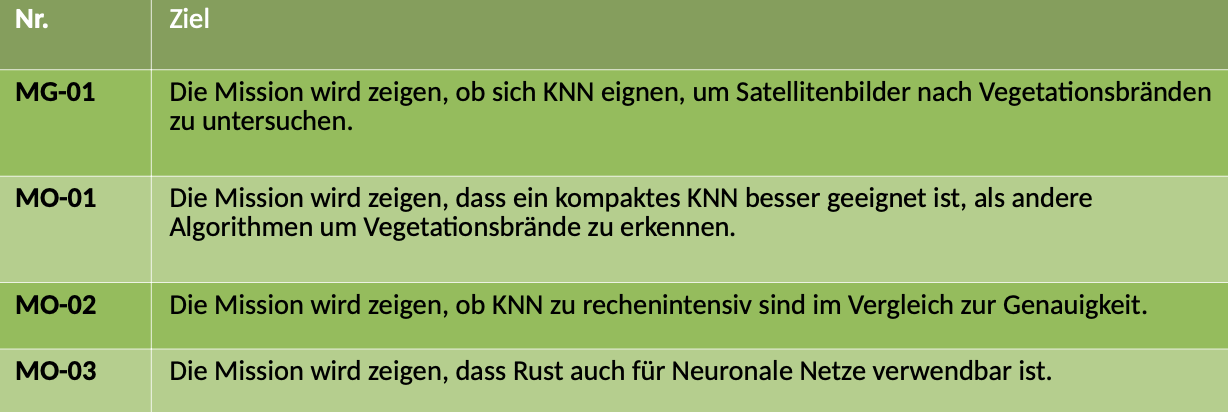 Nr. Ziel
MG-01 Die Mission wird zeigen, ob sich KNN eignen, um Satellitenbilder nach Vegetationsbränden
zu untersuchen.
MO-01 Die Mission wird zeigen, dass ein kompaktes KNN besser geeignet ist, als andere
Algorithmen um Vegetationsbrände zu erkennen.
MO-02 Die Mission wird zeigen, ob KNN zu rechenintensiv sind im Vergleich zur Genauigkeit.
MO-03 Die Mission wird zeigen, dass Rust auch für Neuronale Netze verwendbar ist.